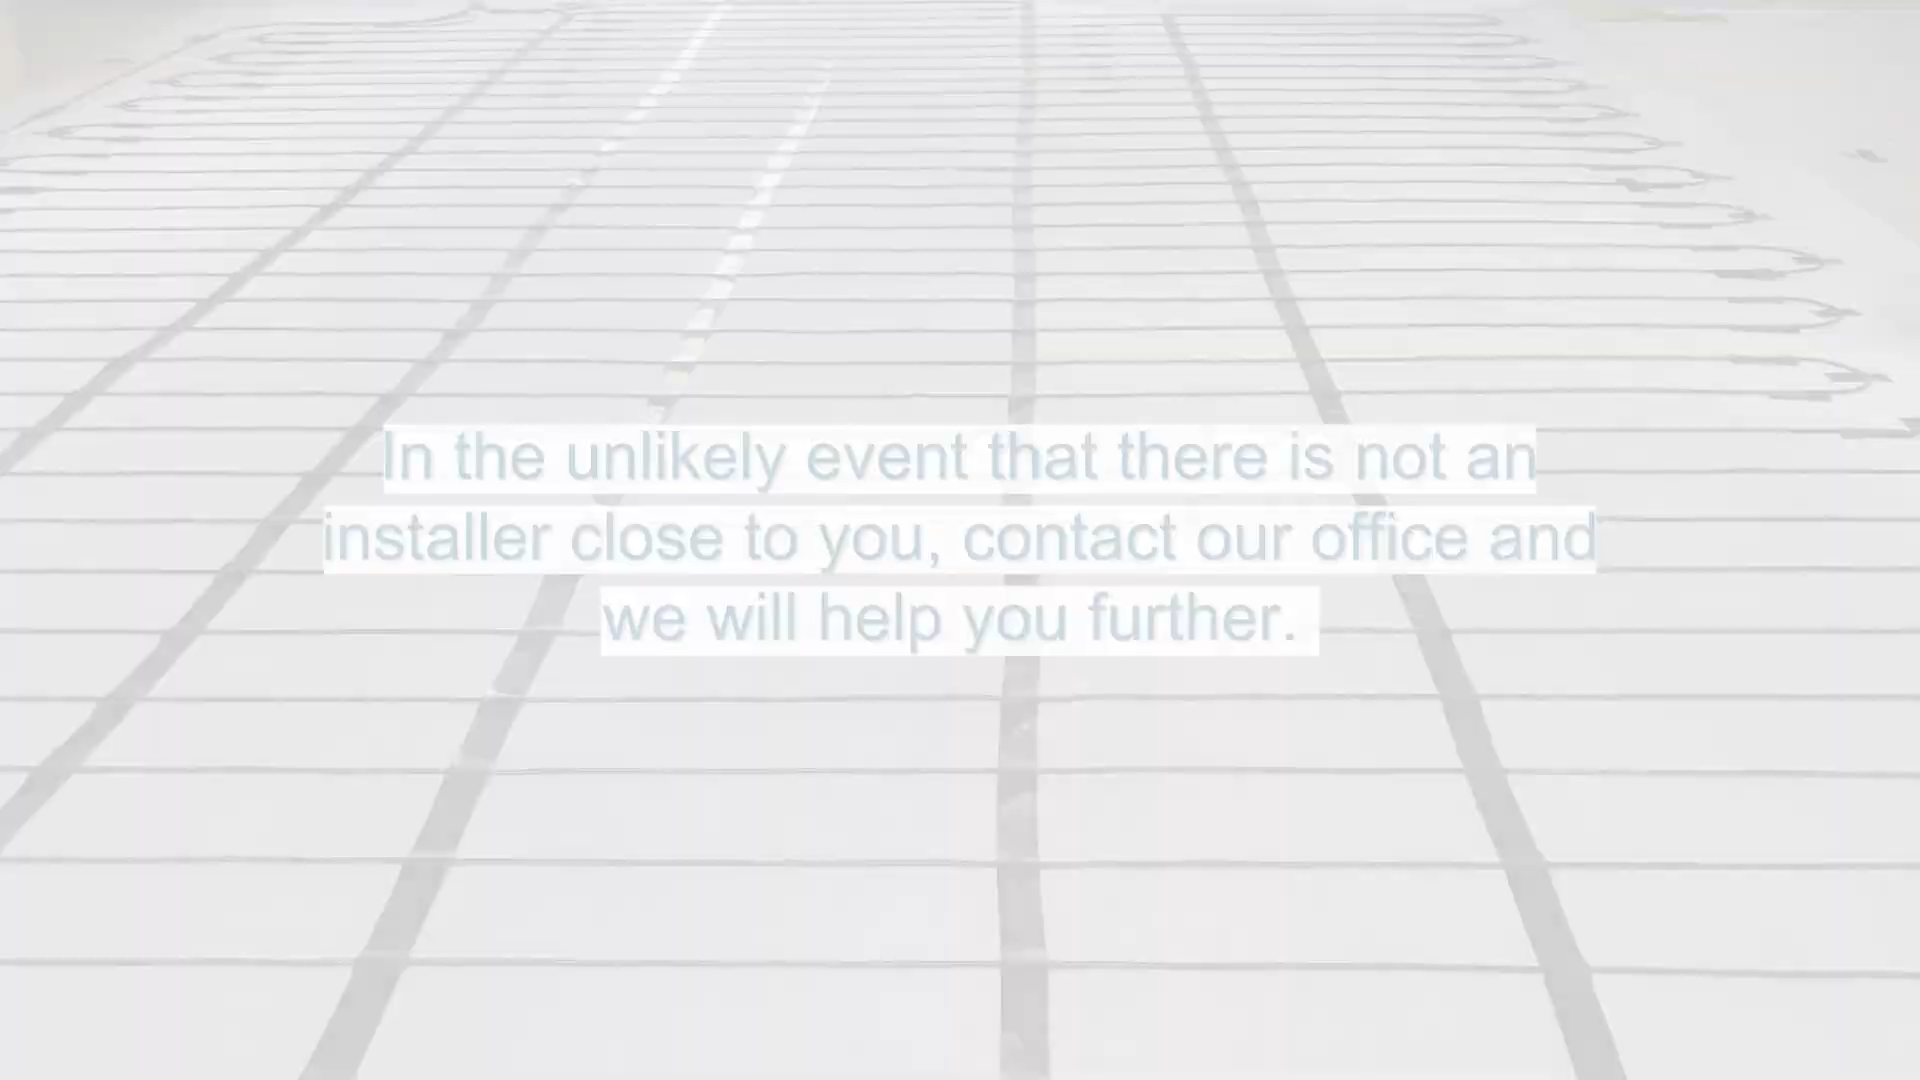 In the unlikely event that there is not an
installer close to you, contact our office and
we will help you further.